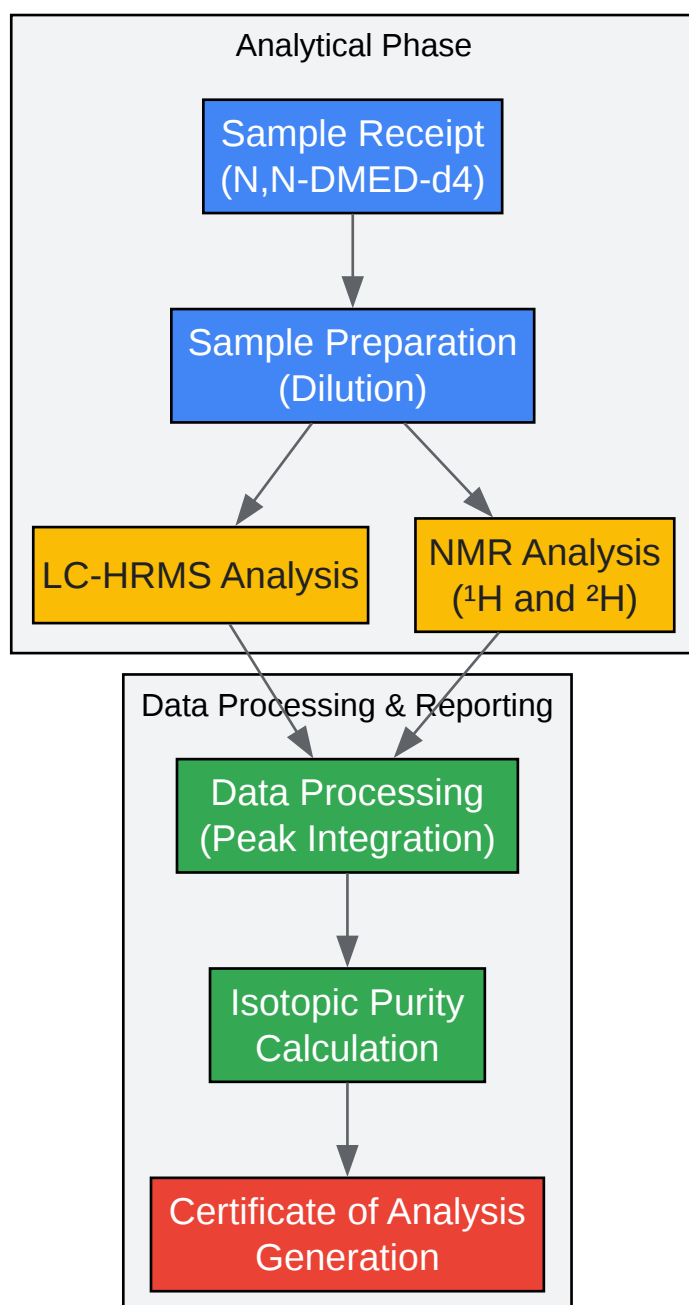 Analytical Phase
Sample Receipt
(N,N-DMED-d4)
Sample Preparation
(Dilution)
LC-HRMS Analysis
NMR Analysis
(¹H and ²H)
Data Processing & Reporting
Data Processing
(Peak Integration)
Isotopic Purity
Calculation
Certificate of Analysis
Generation